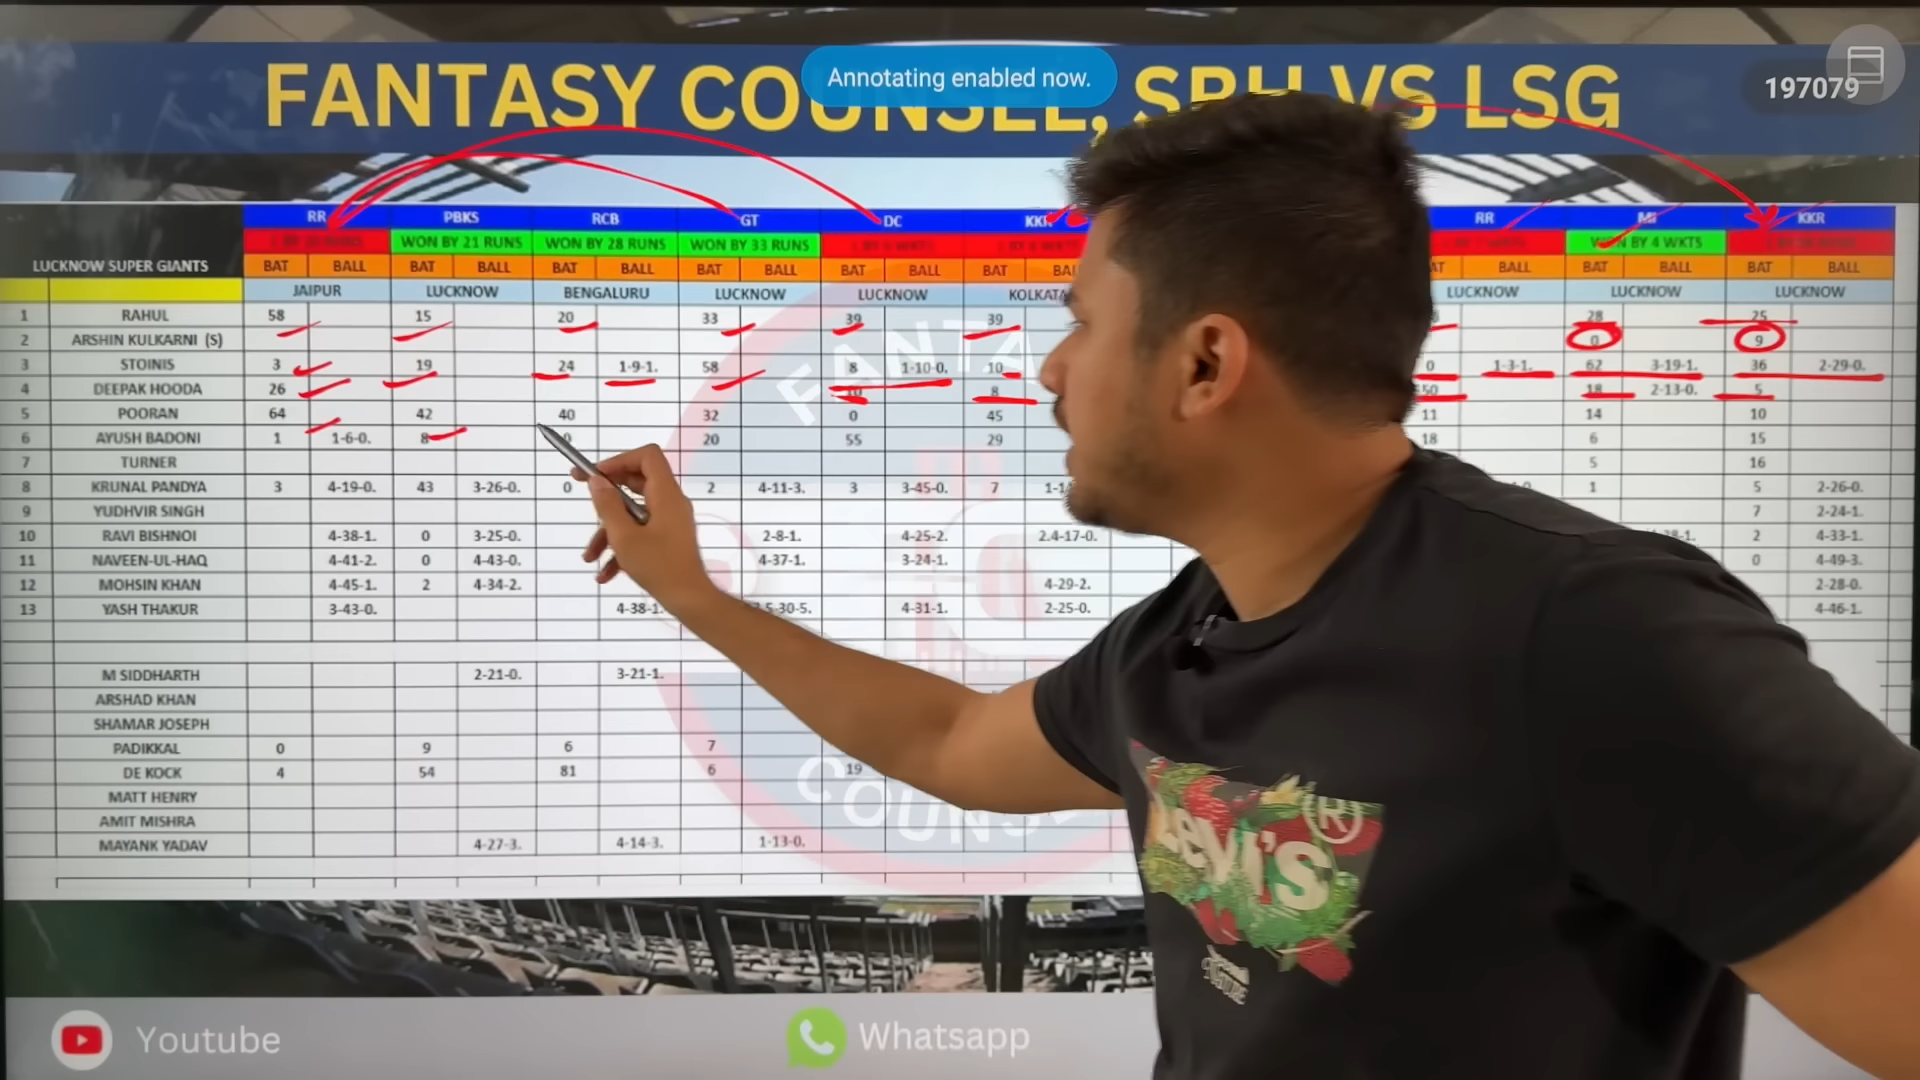 Annotating enabled now.
197079
FANTASY COUNSEL, SRH VS LSG
RR PBKS RCB GT DC KKR RR MI KKR
WON BY 21 RUNS WON BY 28 RUNS WON BY 33 RUNS WON BY 4 WKTS
LUCKNOW SUPER GIANTS BAT BALL BAT BALL BAT BALL BAT BALL BAT BALL BAT BALL BAT BALL BAT BALL
JAIPUR LUCKNOW BENGALURU LUCKNOW LUCKNOW KOLKATA LUCKNOW LUCKNOW LUCKNOW
1 RAHUL 58 15 20 33 39 39 28 25
2 ARSHIN KULKARNI (S) 0 9
3 STOINIS 3 19 24 1-9-1. 58 8 1-10-0. 10 0 1-3-1. 62 3-19-1. 36 2-29-0.
4 DEEPAK HOODA 26 10 8 50 18 2-13-0. 5
5 POORAN 64 42 40 32 0 45 11 14 10
6 AYUSH BADONI 1 1-6-0. 8 0 20 55 29 18 6 15
7 TURNER 5 16
8 KRUNAL PANDYA 3 4-19-0. 43 3-26-0. 0 2 4-11-3. 3 3-45-0. 7 1 5 2-26-0.
9 YUDHVIR SINGH 7 2-24-1.
10 RAVI BISHNOI 4-38-1. 0 3-25-0. 2-8-1. 4-25-2. 2.4-17-0. 2 4-33-1.
11 NAVEEN-UL-HAQ 4-41-2. 0 4-43-0. 4-37-1. 3-24-1. 0 4-49-3.
12 MOHSIN KHAN 4-45-1. 2 4-34-2. 4-29-2. 2-28-0.
13 YASH THAKUR 3-43-0. 4-38-1. 5-30-5. 4-31-1. 2-25-0. 4-46-1.
M SIDDHARTH 2-21-0. 3-21-1.
ARSHAD KHAN
SHAMAR JOSEPH
PADIKKAL 0 9 6 7
DE KOCK 4 54 81 6 19
MATT HENRY
AMIT MISHRA
MAYANK YADAV 4-27-3. 4-14-3. 1-13-0.
FANTA
COUNS
Levi's
®
Youtube
Whatsapp